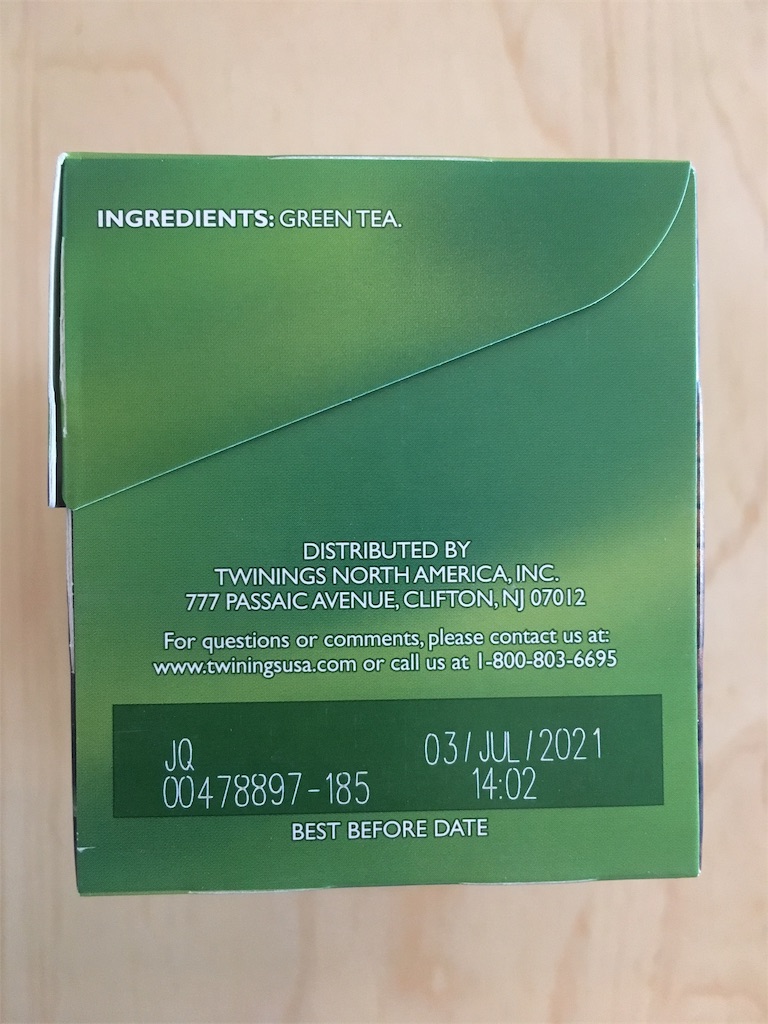 INGREDIENTS: GREEN TEA.
DISTRIBUTED BY
TWININGS NORTH AMERICA, INC.
777 PASSAIC AVENUE, CLIFTON, NJ 07012
For questions or comments, please contact us at:
www.twiningsusa.com or call us at 1-800-803-6695
JQ 03/JUL/2021
00478897-185 14:02
BEST BEFORE DATE